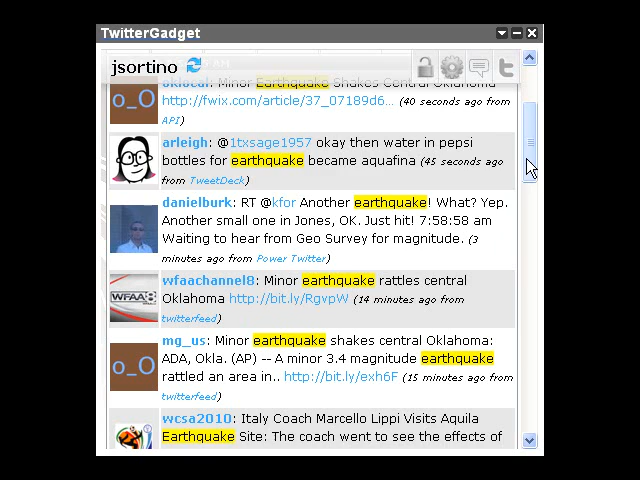 TwitterGadget
jsortino
oklocal: Minor Earthquake Shakes Central Oklahoma
http://fwix.com/article/37_07189d6... (40 seconds ago from
API)
arleigh: @1txsage1957 okay then water in pepsi
bottles for earthquake became aquafina (45 seconds ago
from TweetDeck)
danielburk: RT @kfor Another earthquake! What? Yep.
Another small one in Jones, OK. Just hit! 7:58:58 am
Waiting to hear from Geo Survey for magnitude. (3
minutes ago from Power Twitter)
wfaachannel8: Minor earthquake rattles central
Oklahoma http://bit.ly/RgvpW (14 minutes ago from
twitterfeed)
mg_us: Minor earthquake shakes central Oklahoma:
ADA, Okla. (AP) -- A minor 3.4 magnitude earthquake
rattled an area in.. http://bit.ly/exh6F (15 minutes ago from
twitterfeed)
wcsa2010: Italy Coach Marcello Lippi Visits Aquila
Earthquake Site: The coach went to see the effects of
o_O
WFAA 8
o_O